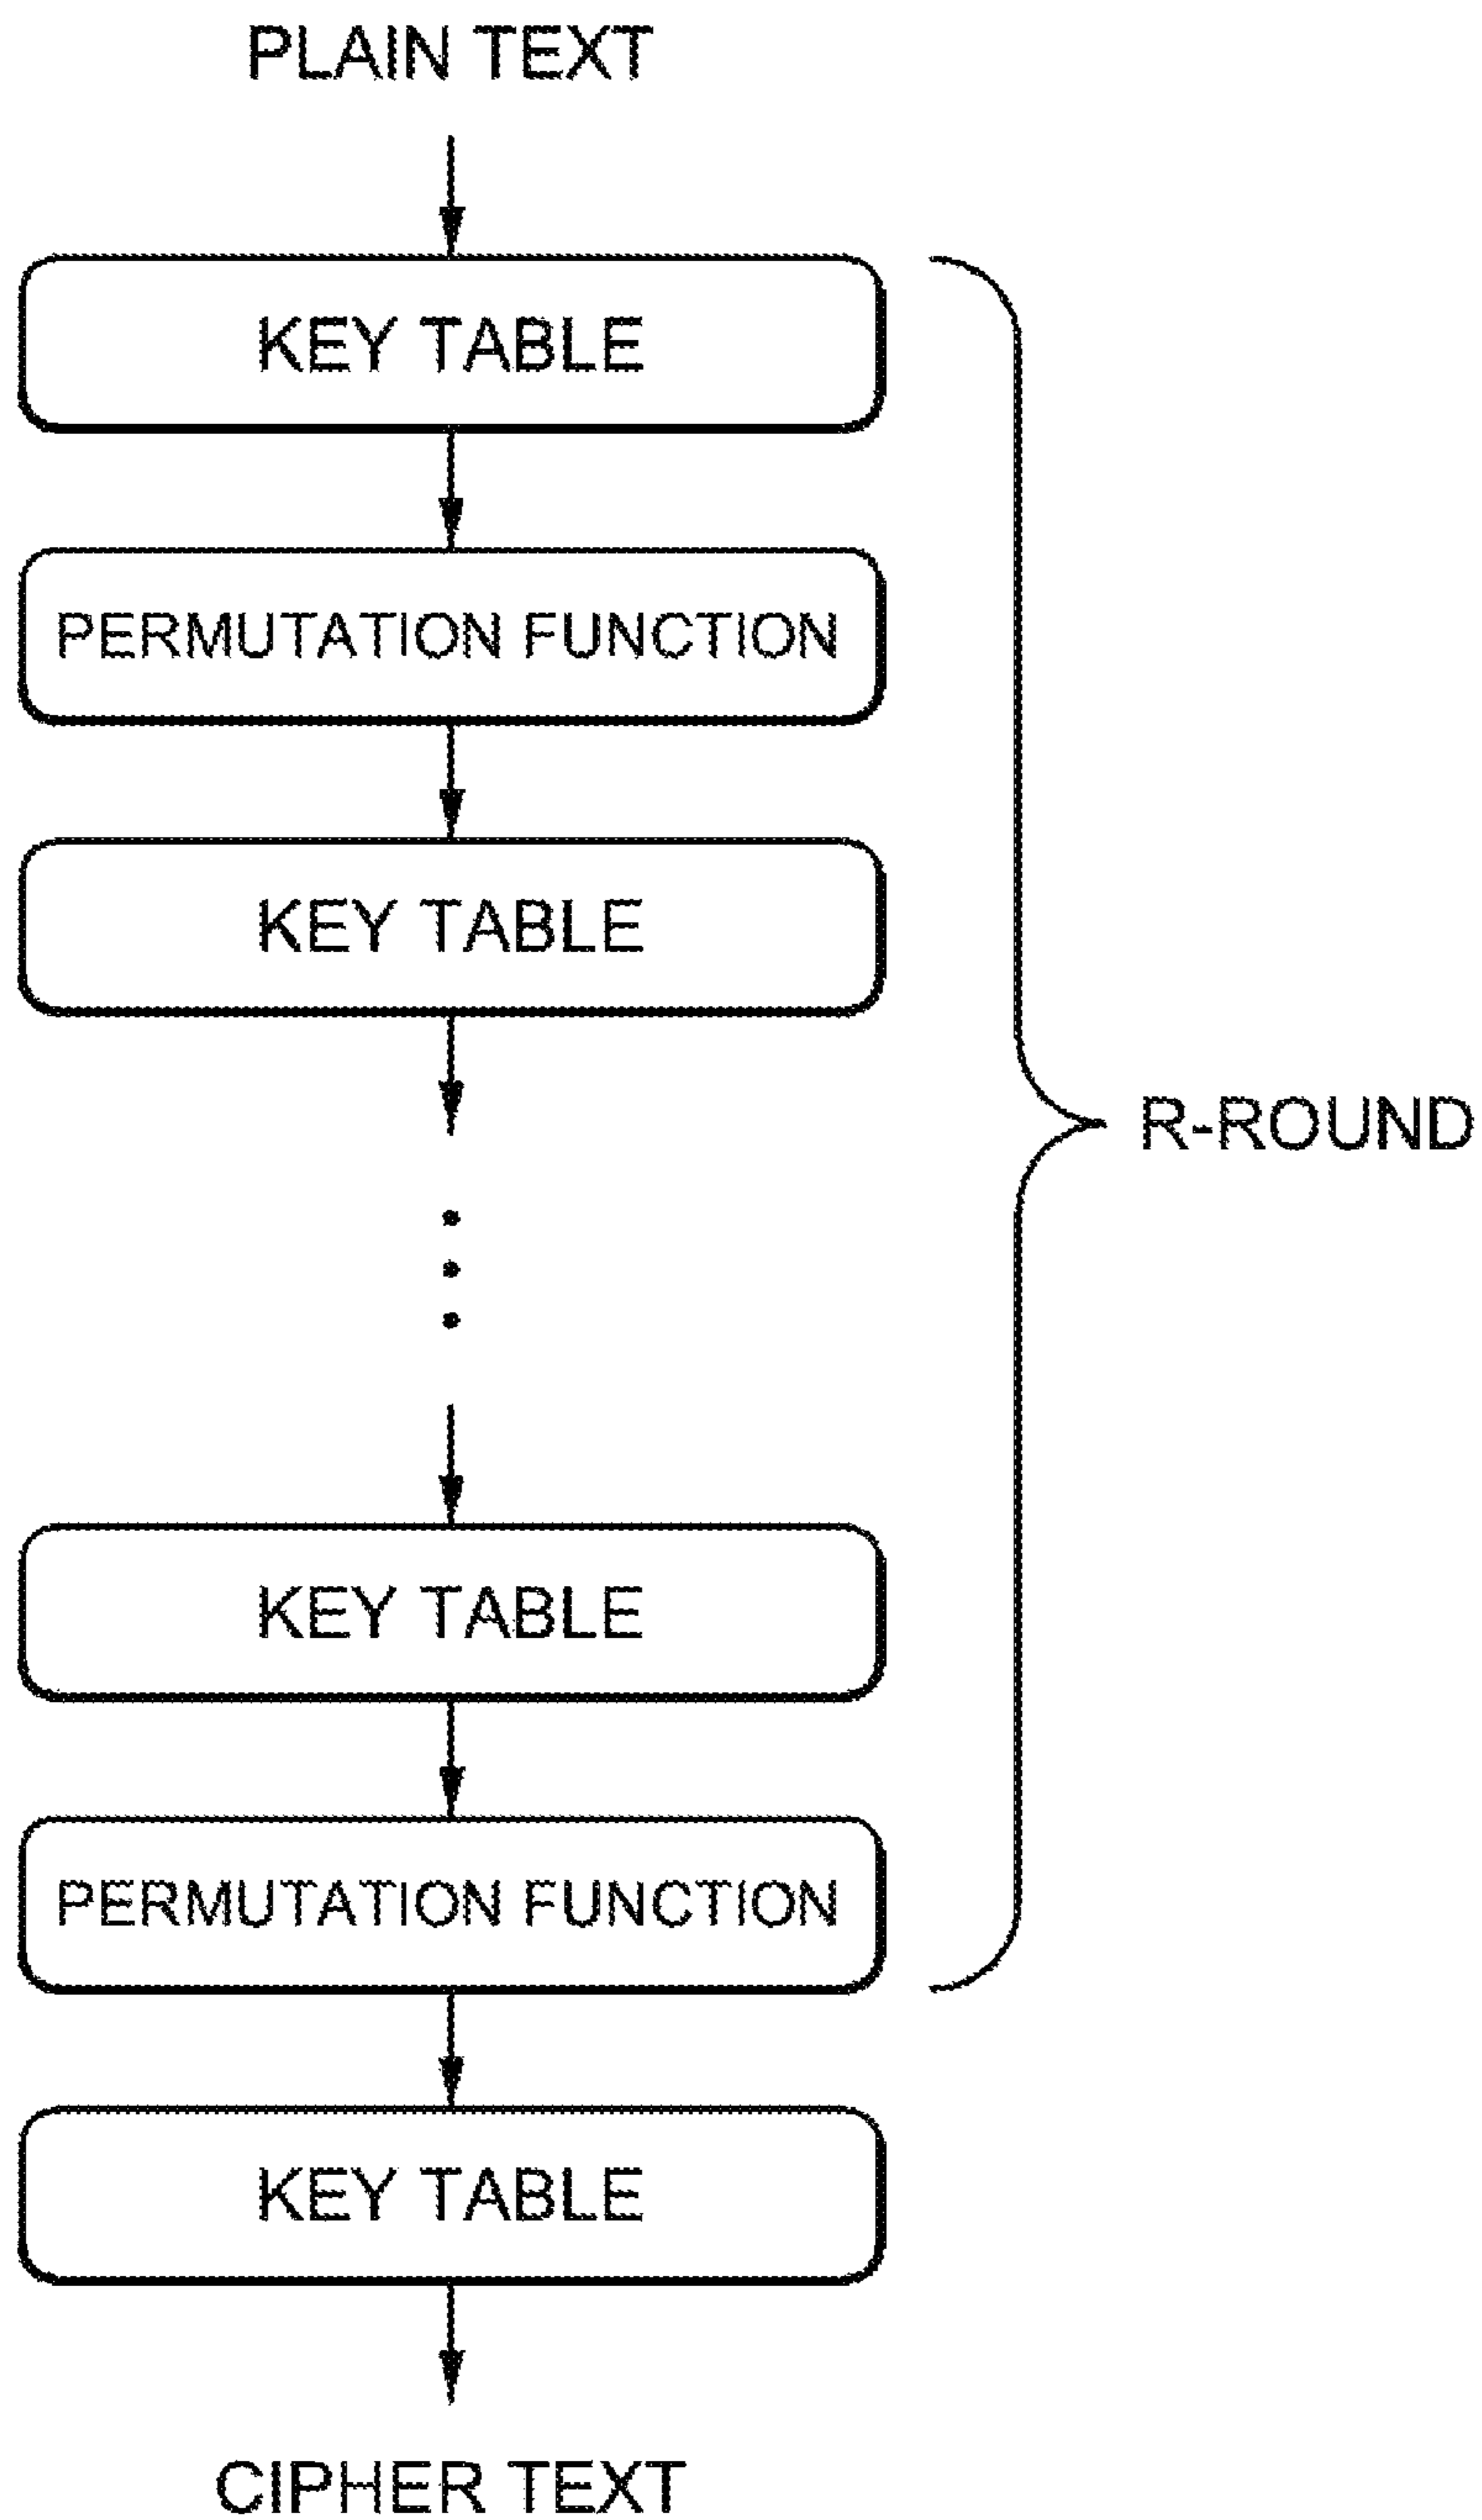 PLAIN TEXT
KEY TABLE
PERMUTATION FUNCTION
KEY TABLE
R-ROUND
KEY TABLE
PERMUTATION FUNCTION
KEY TABLE
CIPHER TEXT